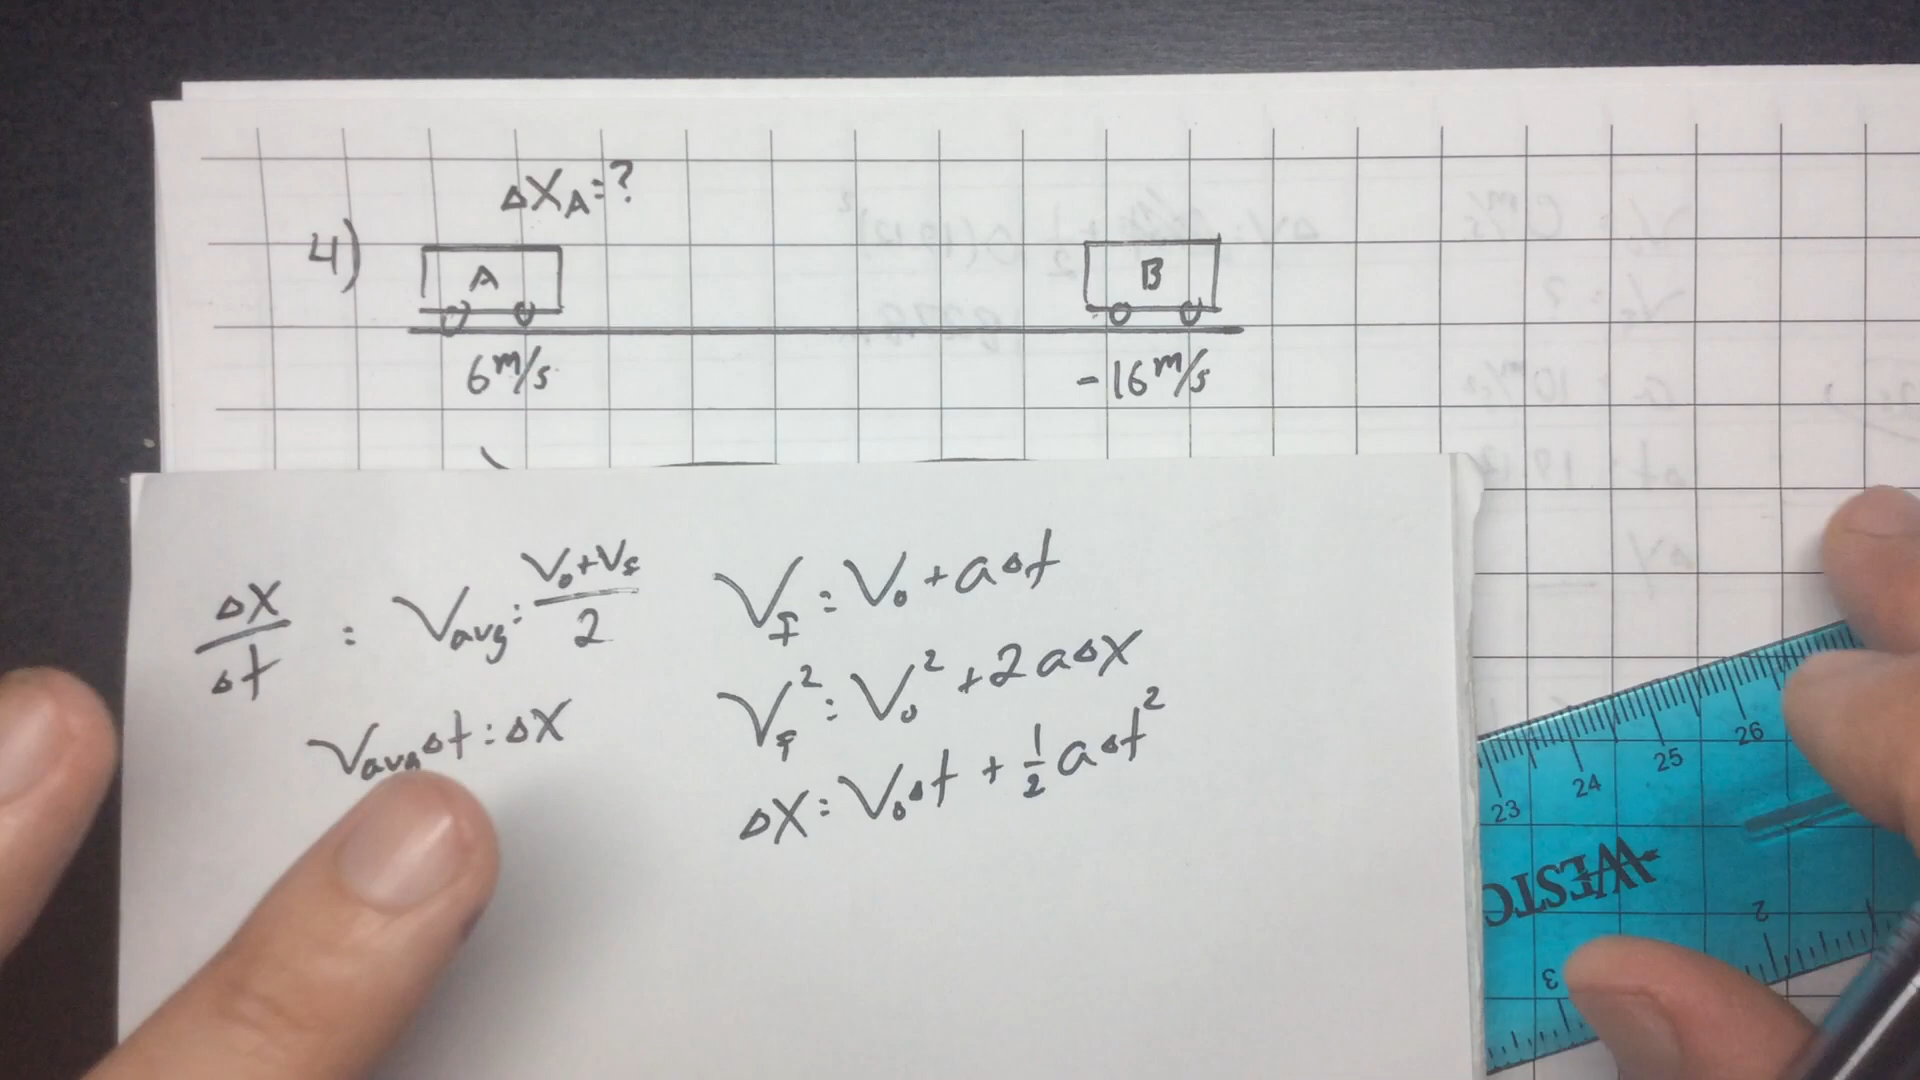 ΔX_A = ?
4)
A
B
6 m/s
-16 m/s
ΔX/Δt = V_avg = (V_0 + V_f)/2
V_avg Δt = ΔX
V_f = V_0 + aΔt
V_f² = V_0² + 2aΔX
ΔX = V_0Δt + ½aΔt²
23 24 25 26
WESTC
2
3